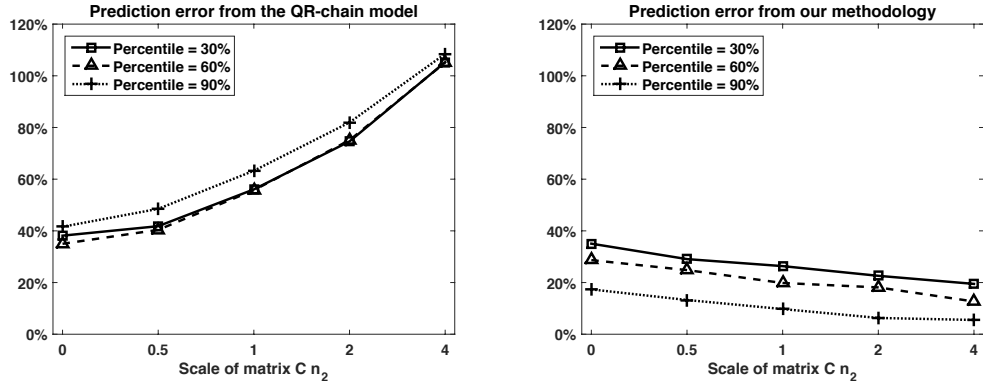 Prediction error from the QR-chain model
Percentile = 30%
Percentile = 60%
Percentile = 90%
120%
100%
80%
60%
40%
20%
0%
0 0.5 1 2 4
Scale of matrix C n2
Prediction error from our methodology
Percentile = 30%
Percentile = 60%
Percentile = 90%
120%
100%
80%
60%
40%
20%
0%
0 0.5 1 2 4
Scale of matrix C n2